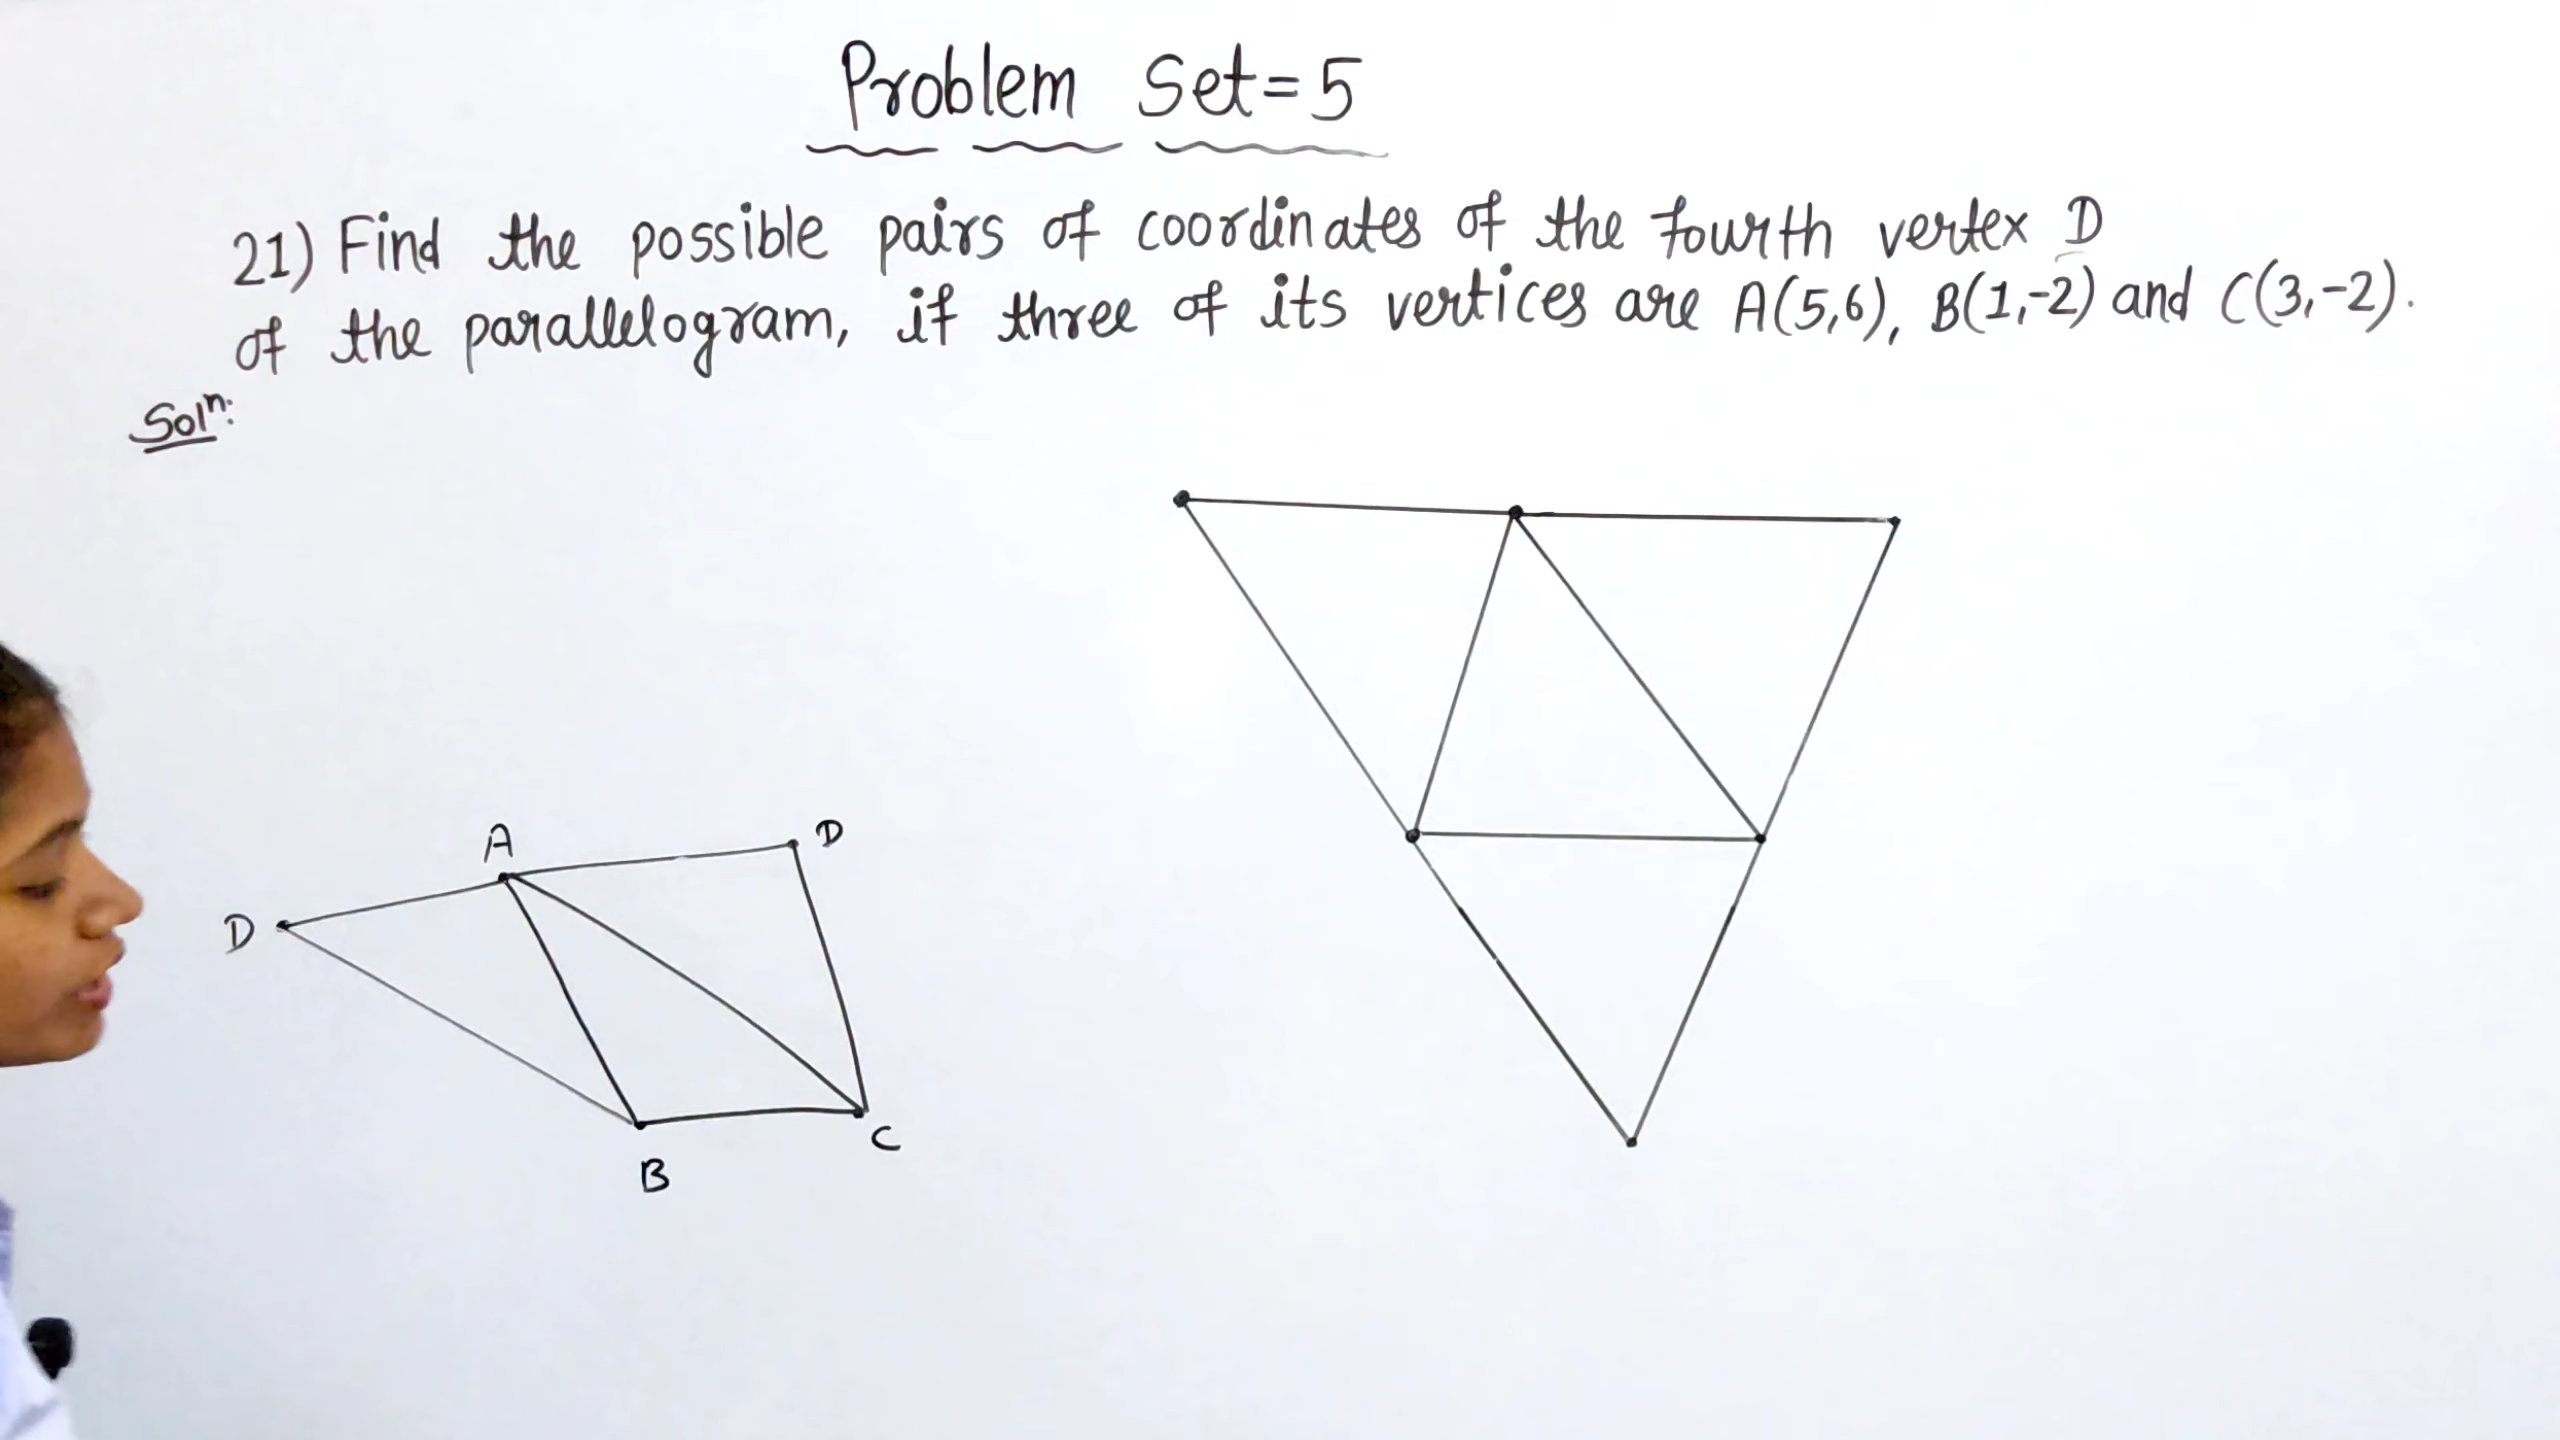 Problem Set=5
21) Find the possible pairs of coordinates of the fourth vertex D
of the parallelogram, if three of its vertices are A(5,6), B(1,-2) and C(3,-2).
Solⁿ:
A
D
D
C
B